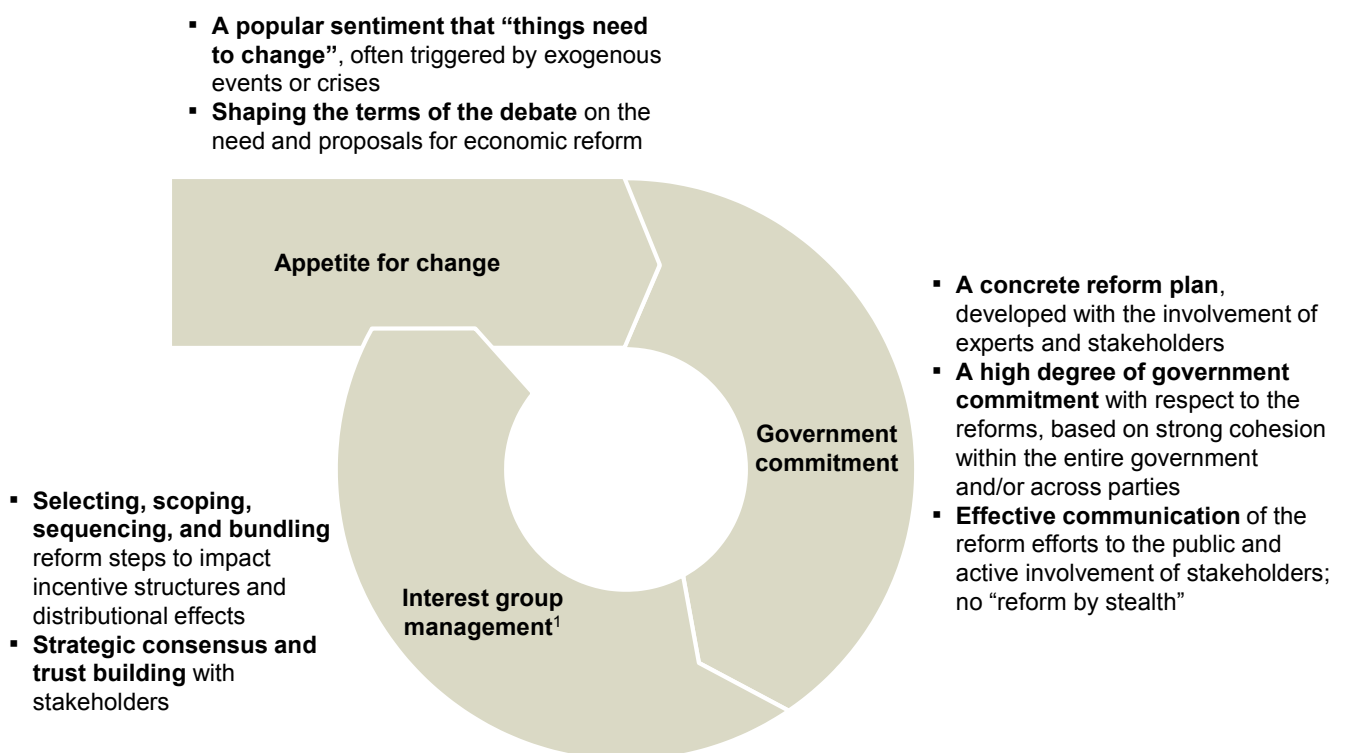 ▪ A popular sentiment that “things need
to change”, often triggered by exogenous
events or crises
▪ Shaping the terms of the debate on the
need and proposals for economic reform
Appetite for change
▪ A concrete reform plan,
developed with the involvement of
experts and stakeholders
▪ A high degree of government
commitment with respect to the
reforms, based on strong cohesion
within the entire government
and/or across parties
▪ Effective communication of the
reform efforts to the public and
active involvement of stakeholders;
no “reform by stealth”
Government
commitment
▪ Selecting, scoping,
sequencing, and bundling
reform steps to impact
incentive structures and
distributional effects
▪ Strategic consensus and
trust building with
stakeholders
Interest group
management¹